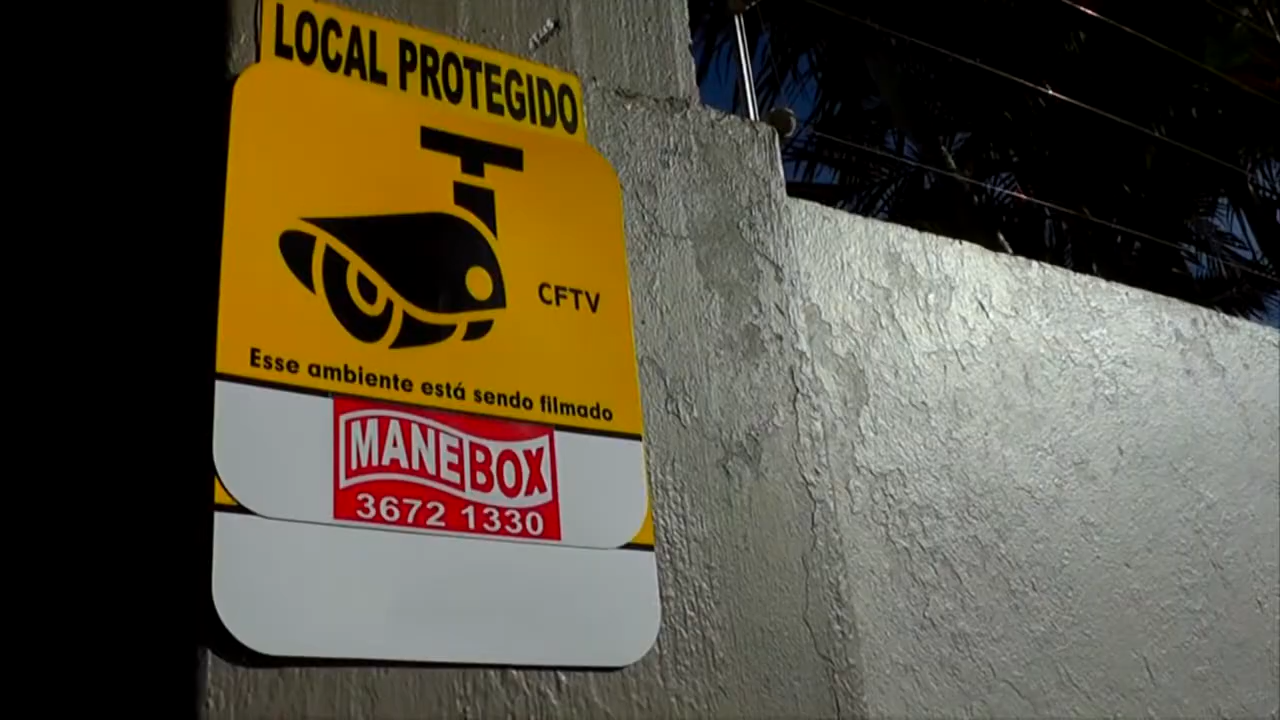 LOCAL PROTEGIDO
CFTV
Esse ambiente está sendo filmado
MANEBOX
3672 1330